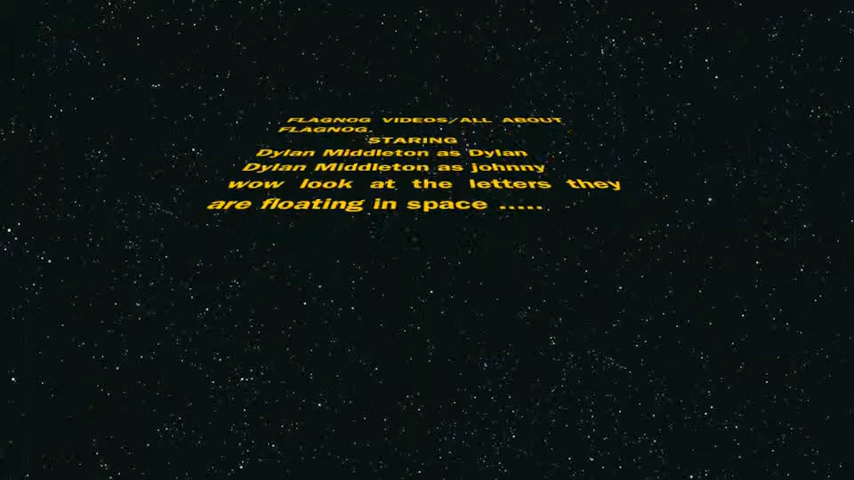 FLAGNOG VIDEOS/ALL ABOUT
FLAGNOG.
STARING
Dylan Middleton as Dylan
Dylan Middleton as johnny
wow look at the letters they
are floating in space .....